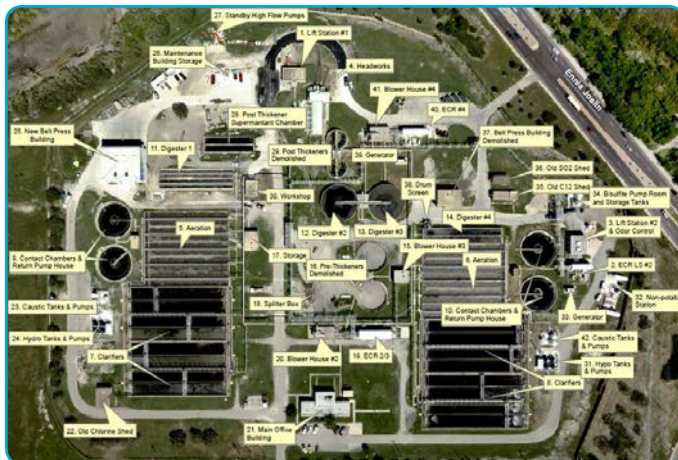 27. Standby High Flow Pumps
1. Lift Station #1
26. Maintenance
Building Storage
4. Headworks
41. Blower House #4
40. ECR #4
28. Post Thickener
Supernantant Chamber
37. Belt Press Building
Demolished
25. New Belt Press
Building
11. Digester 1
29. Post Thickeners
Demolished
39. Generator
36. Old SO2 Shed
35. Old C12 Shed
38. Drum
Screen
34. Bisulfite Pump Room
and Storage Tanks
30. Workshop
14. Digester #4
3. Lift Station #2
& Odor Control
5. Aeration
12. Digester #2
13. Digester #3
15. Blower House #3
9. Contact Chambers &
Return Pump House
17. Storage
16. Pre-Thickeners
Demolished
6. Aeration
2. ECR LS #2
32. Non-potable
Station
23. Caustic Tanks
& Pumps
18. Splitter Box
10. Contact Chambers &
Return Pump House
33. Generator
24. Hydro Tanks & Pumps
42. Caustic Tanks
& Pumps
7. Clarifiers
20. Blower House #2
19. ECR 2/3
31. Hypo Tanks
& Pumps
8. Clarifiers
22. Old Chlorine Shed
21. Main Office
Building
Ennis Joslin